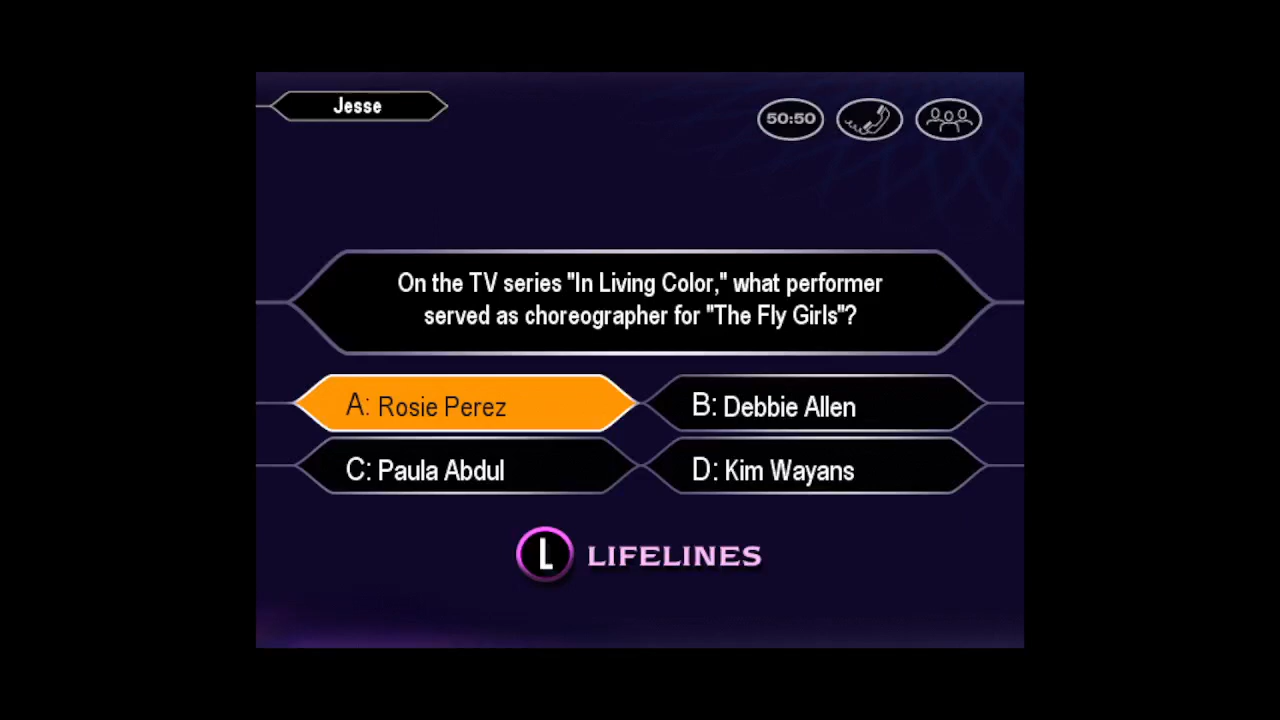 Jesse
50:50
On the TV series "In Living Color," what performer
served as choreographer for "The Fly Girls"?
A: Rosie Perez
B: Debbie Allen
C: Paula Abdul
D: Kim Wayans
L LIFELINES